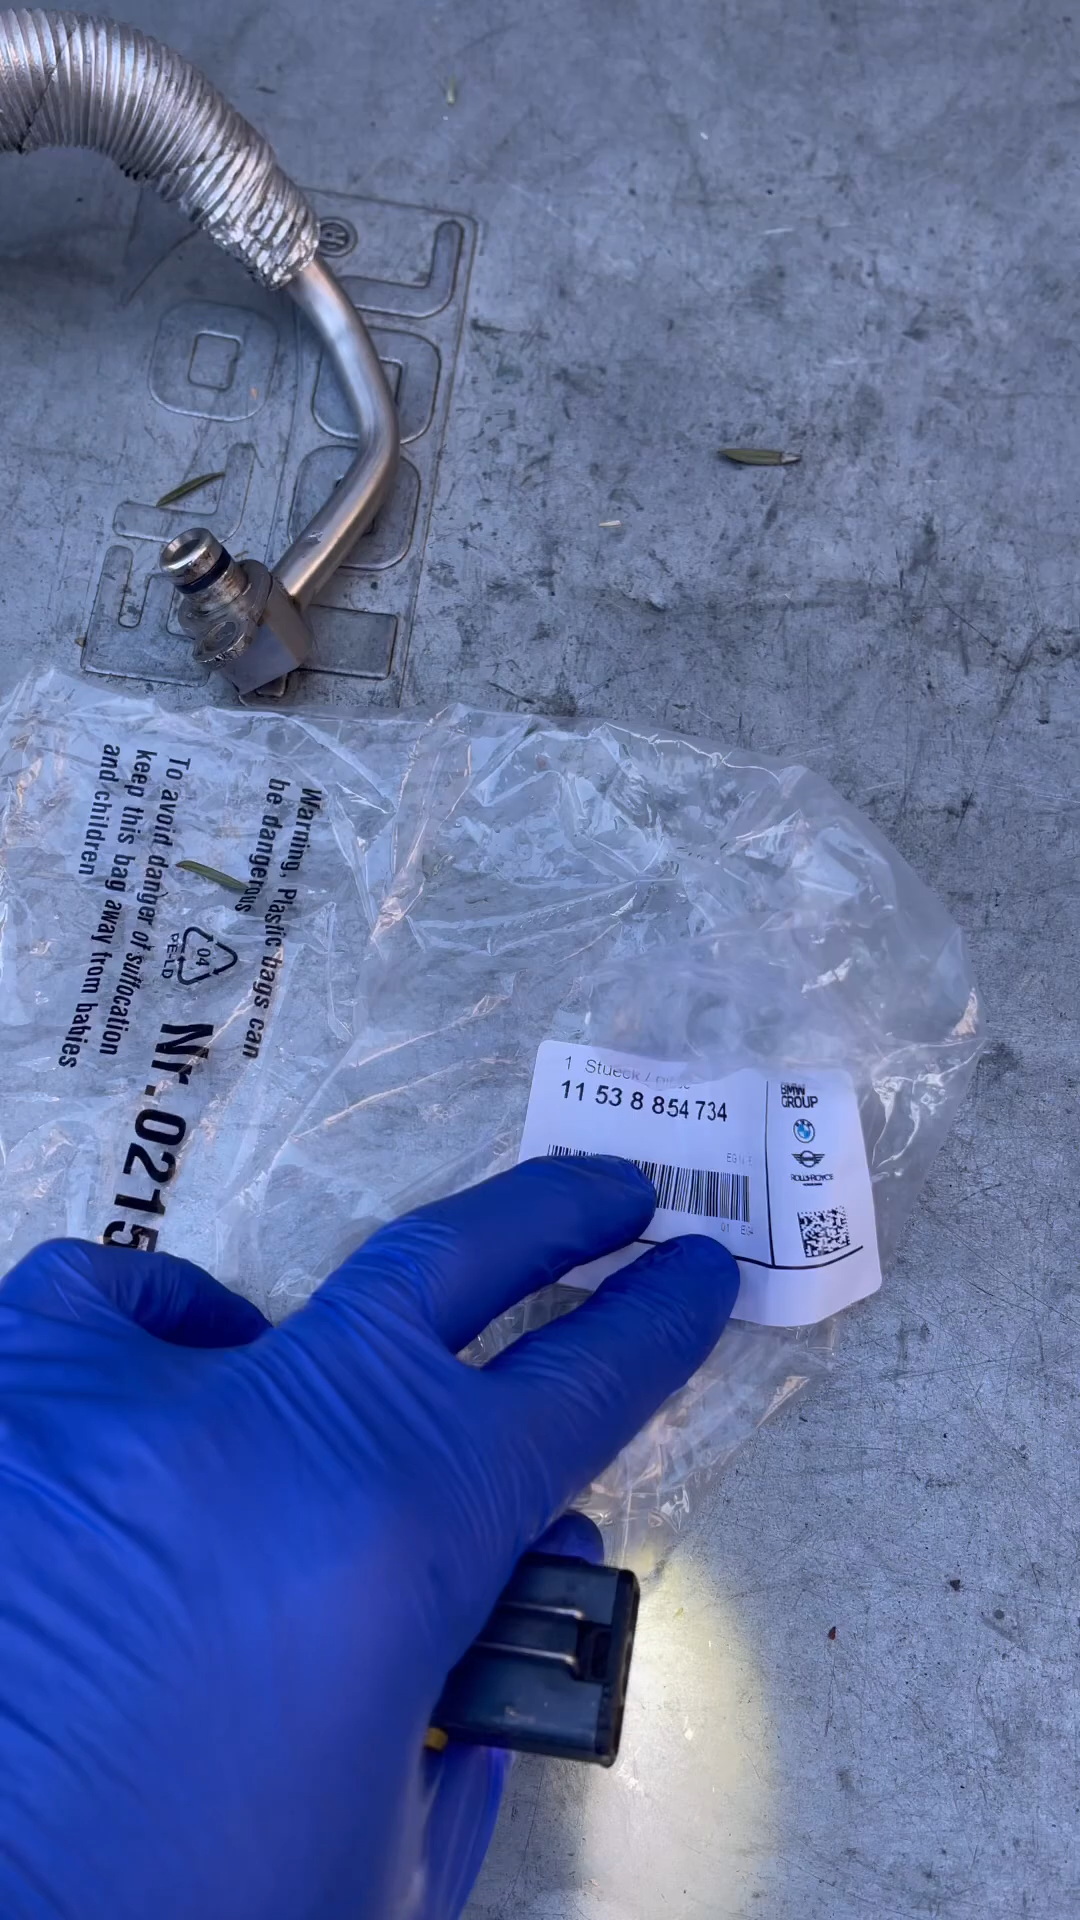 Warning, Plastic bags can
be dangerous
To avoid danger of suffocation
keep this bag away from babies
and children
04
PE-LD
Nr. 0215
1 Stueck /
11 53 8 854 734
01
BMW
GROUP
ROLLS-ROYCE